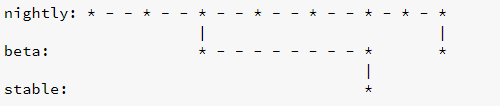 nightly: * - - * - - * - - * - - * - - * - * - *
                     |                         |
beta:                * - - - - - - - - *       *
                                       |
stable:                                *